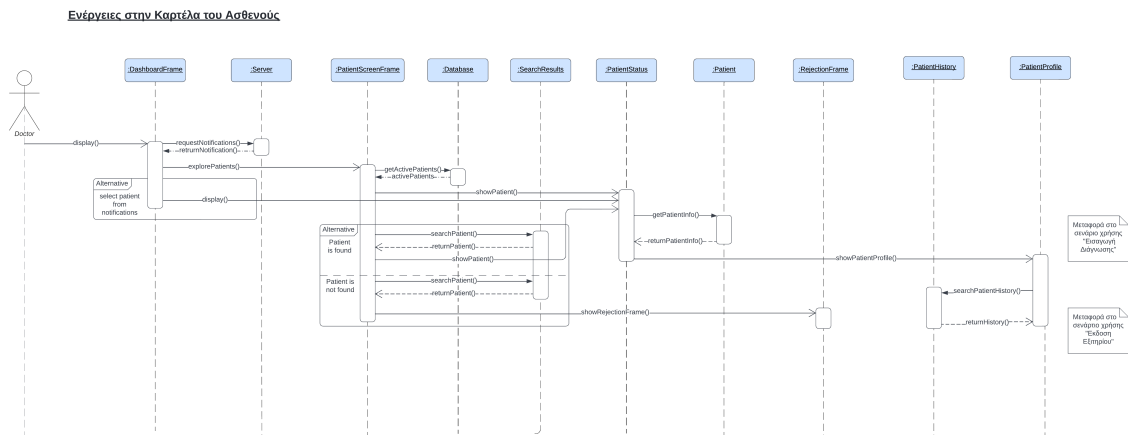 Ενέργειες στην Καρτέλα του Ασθενούς
:DashboardFrame
:Server
:PatientScreenFrame
:Database
:SearchResults
:PatientStatus
:Patient
:RejectionFrame
:PatientHistory
:PatientProfile
Doctor
display()
requestNotifications()
retrurnNotification()
explorePatients()
getActivePatients()
activePatients
Alternative
select patient
from
notifications
showPatient()
display()
getPatientInfo()
returnPatientInfo()
Alternative
Patient
is found
searchPatient()
returnPatient()
showPatient()
showPatientProfile()
Patient is
not found
searchPatient()
returnPatient()
searchPatientHistory()
showRejectionFrame()
returnHistory()
Μεταφορά στο
σενάριο χρήσης
"Εισαγωγή
Διάγνωσης"
Μεταφορά στο
σενάρτιο χρήσης
"Έκδοση
Εξιτηρίου"